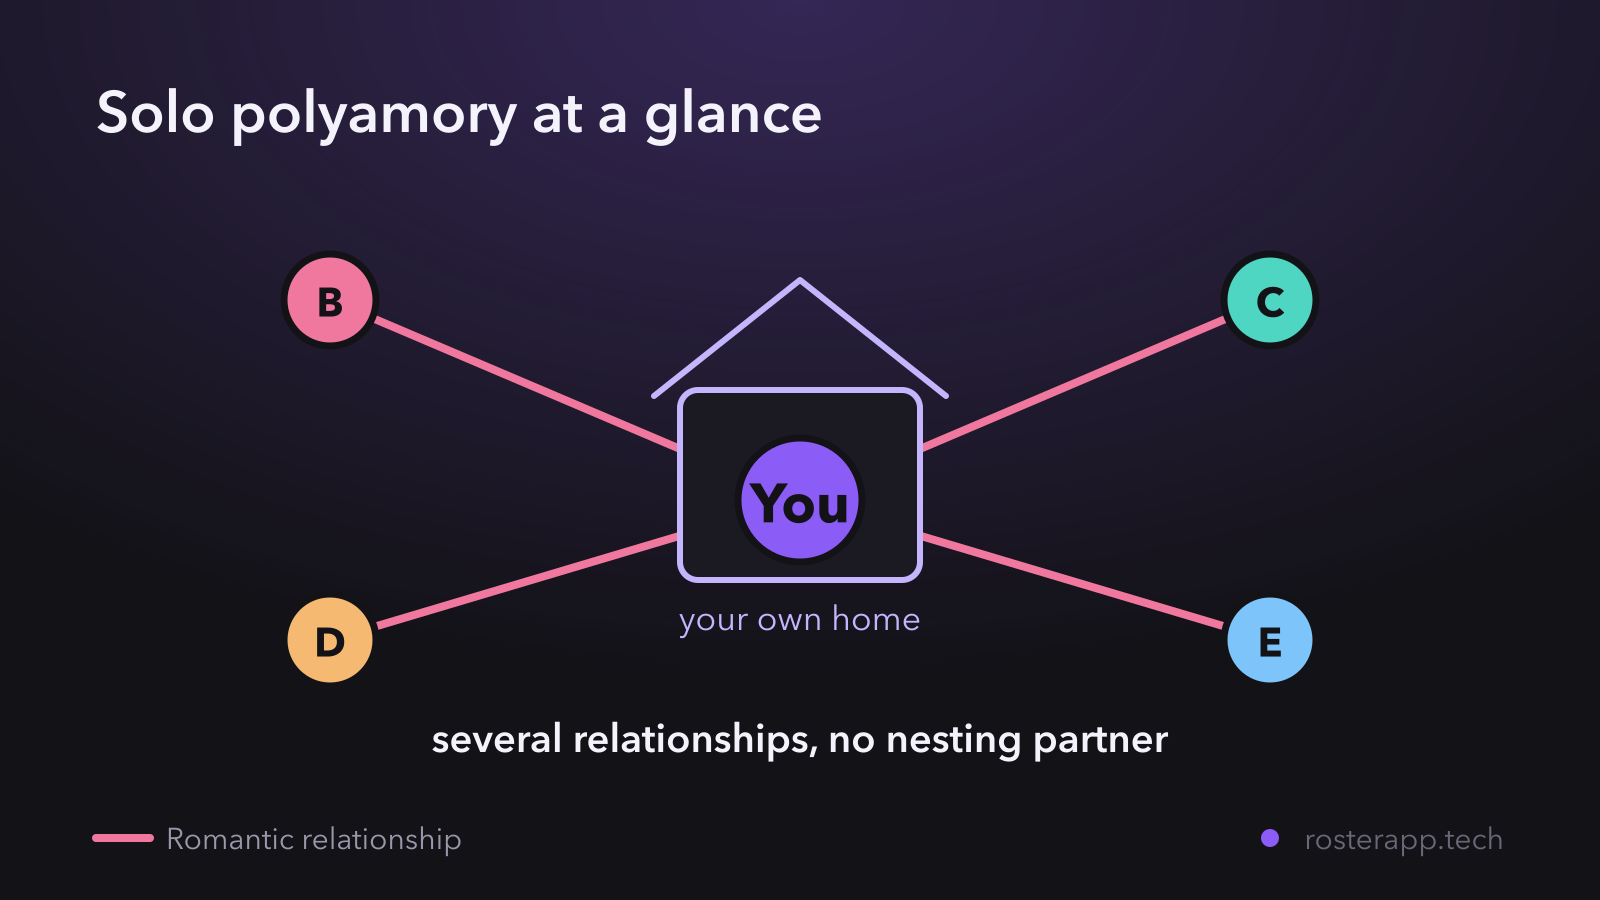 Solo polyamory at a glance
B
C
You
your own home
D
E
several relationships, no nesting partner
Romantic relationship
rosterapp.tech